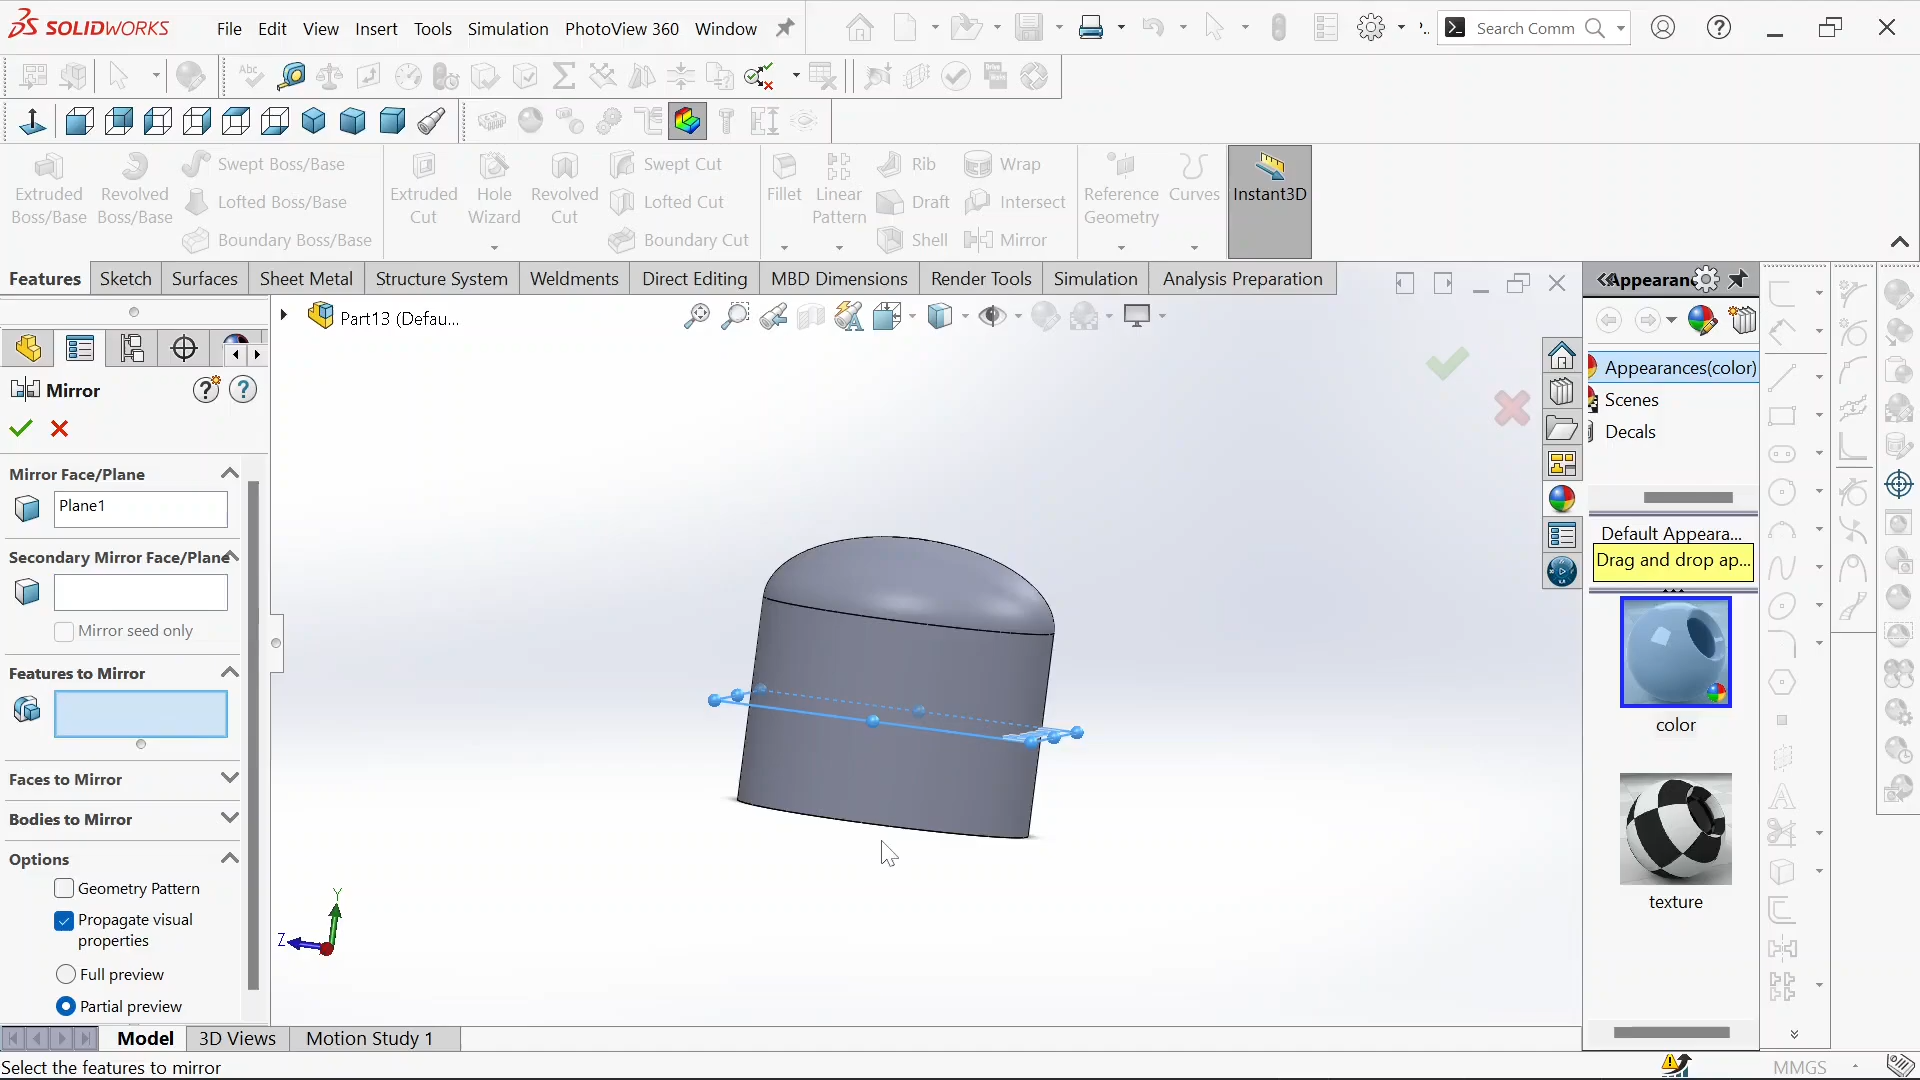 SOLIDWORKS File Edit View Insert Tools Simulation PhotoView 360 Window Search Comm
Extruded Boss/Base
Revolved Boss/Base
Swept Boss/Base
Lofted Boss/Base
Boundary Boss/Base
Extruded Cut
Hole Wizard
Revolved Cut
Swept Cut
Lofted Cut
Boundary Cut
Fillet
Linear Pattern
Rib
Draft
Shell
Wrap
Intersect
Mirror
Reference Geometry
Curves
Instant3D
Features Sketch Surfaces Sheet Metal Structure System Weldments Direct Editing MBD Dimensions Render Tools Simulation Analysis Preparation
Part13 (Defau...
Mirror
Mirror Face/Plane
Plane1
Secondary Mirror Face/Plane
Mirror seed only
Features to Mirror
Faces to Mirror
Bodies to Mirror
Options
Geometry Pattern
Propagate visual
properties
Full preview
Partial preview
Y
Z
Appearan
Appearances(color)
Scenes
Decals
Default Appeara...
Drag and drop ap...
color
texture
Model 3D Views Motion Study 1
Select the features to mirror
MMGS